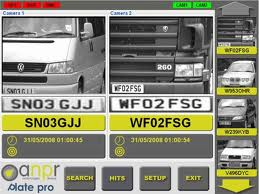 Camera 1
Camera 2
CAM1
CAM2
260
SN03 GJJ
WF02 FSG
SN03GJJ
WF02FSG
31/05/2008 01:00:45
31/05/2008 01:00:54
WF02FSG
W953OHR
W239KYB
V496DYC
anpr
plate pro
SEARCH
HITS
SETUP
EXIT